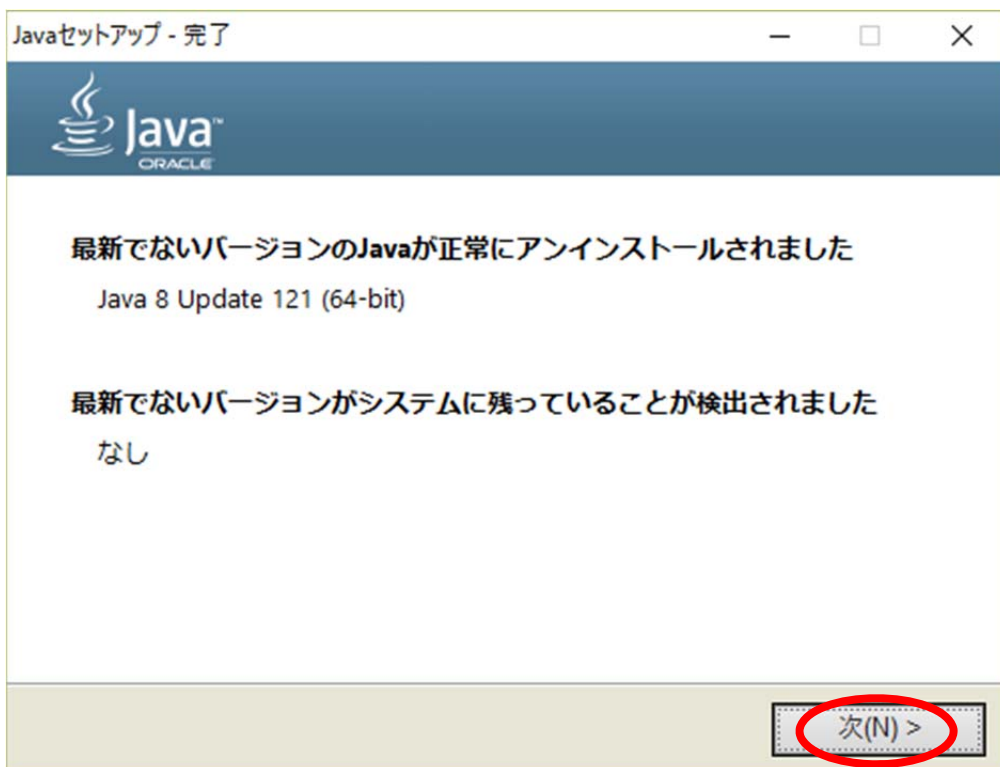 Javaセットアップ - 完了
Java™
ORACLE
最新でないバージョンのJavaが正常にアンインストールされました
Java 8 Update 121 (64-bit)
最新でないバージョンがシステムに残っていることが検出されました
なし
次(N) >